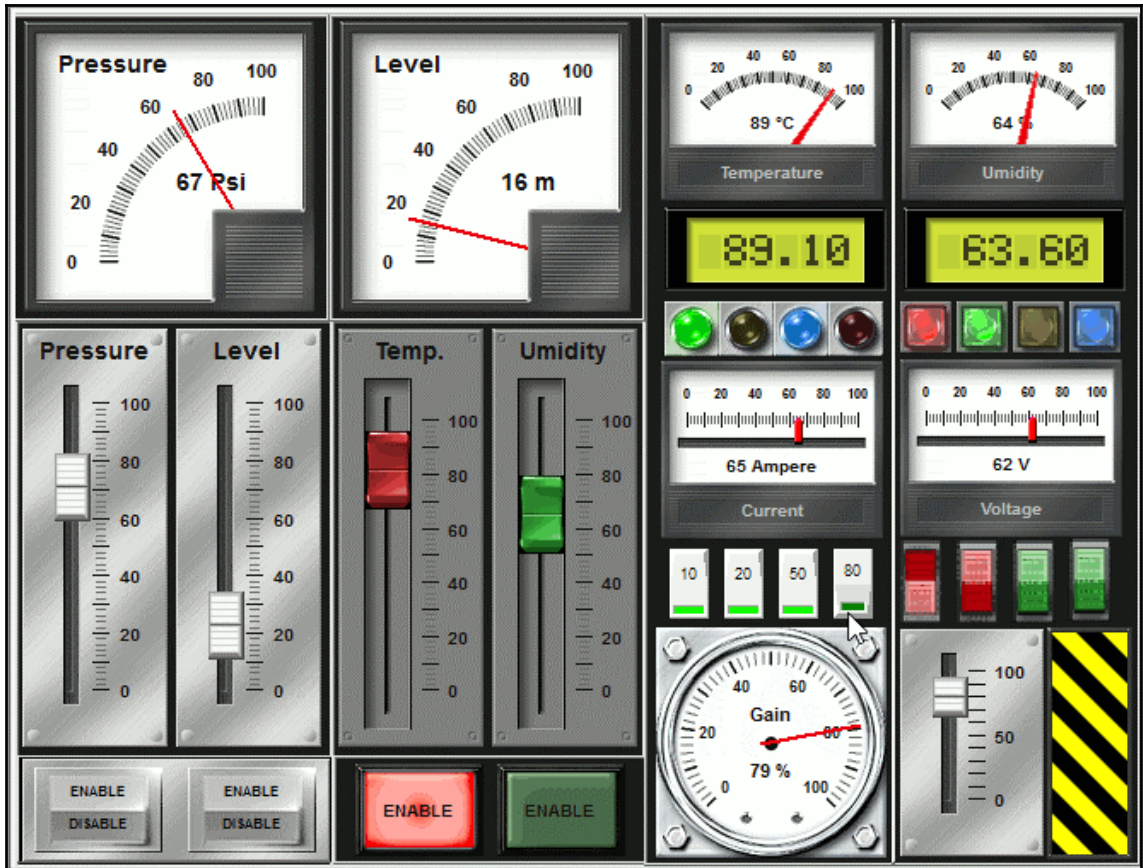 Pressure
0
20
40
60
80
100
67 Psi
Level
0
20
40
60
80
100
16 m
0
20
40
60
80
100
89 °C
Temperature
0
20
40
60
80
100
64 %
Umidity
89.10
63.60
Pressure
100
80
60
40
20
0
Level
100
80
60
40
20
0
Temp.
100
80
60
40
20
0
Umidity
100
80
60
40
20
0
0 20 40 60 80 100
65 Ampere
Current
0 20 40 60 80 100
62 V
Voltage
10 20 50 80
0
20
40
60
80
100
Gain
79 %
100
50
0
ENABLE
DISABLE
ENABLE
DISABLE
ENABLE
ENABLE